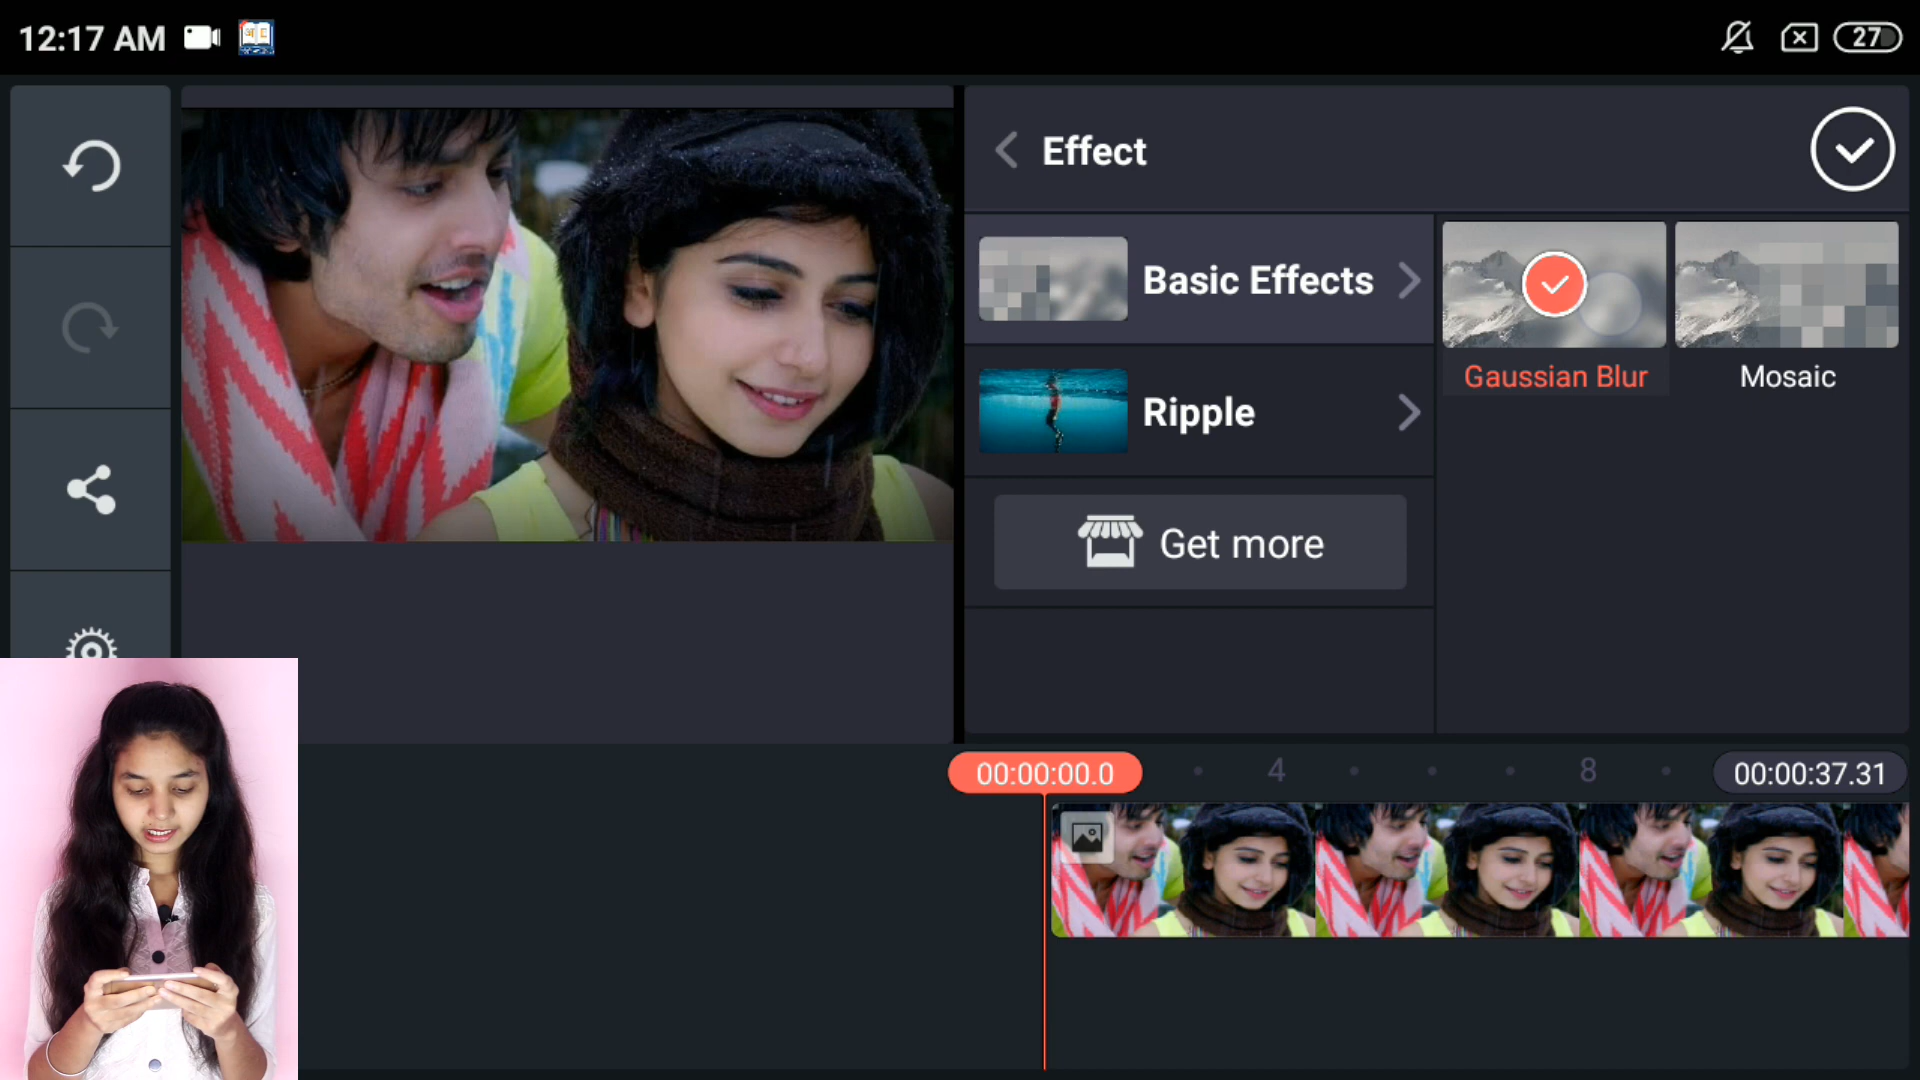 12:17 AM
27
Effect
Basic Effects
Ripple
Get more
Gaussian Blur
Mosaic
00:00:00.0
4
8
00:00:37.31